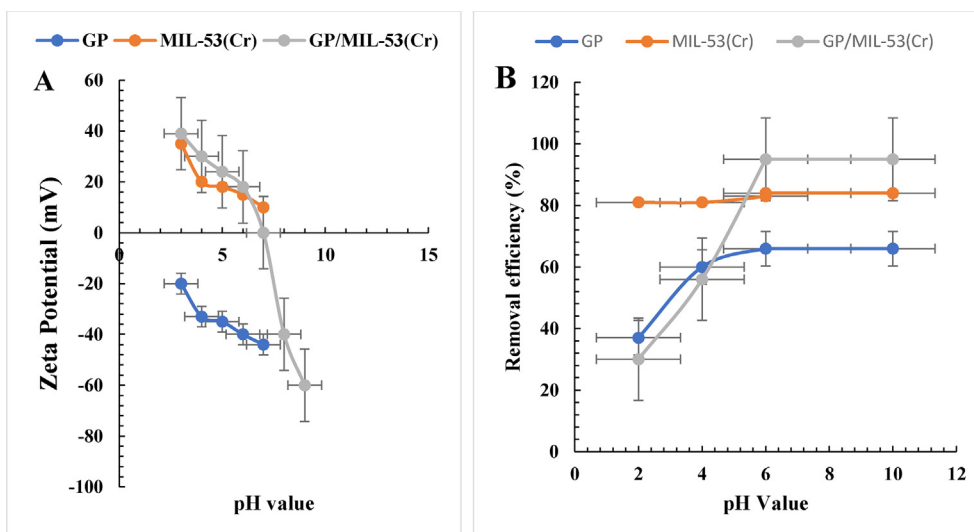 GP MIL-53(Cr) GP/MIL-53(Cr)
A
Zeta Potential (mV)
60
40
20
0
-20
-40
-60
-80
-100
0 5 10 15
pH value
GP MIL-53(Cr) GP/MIL-53(Cr)
B
Removal efficiency (%)
120
100
80
60
40
20
0
0 2 4 6 8 10 12
pH Value